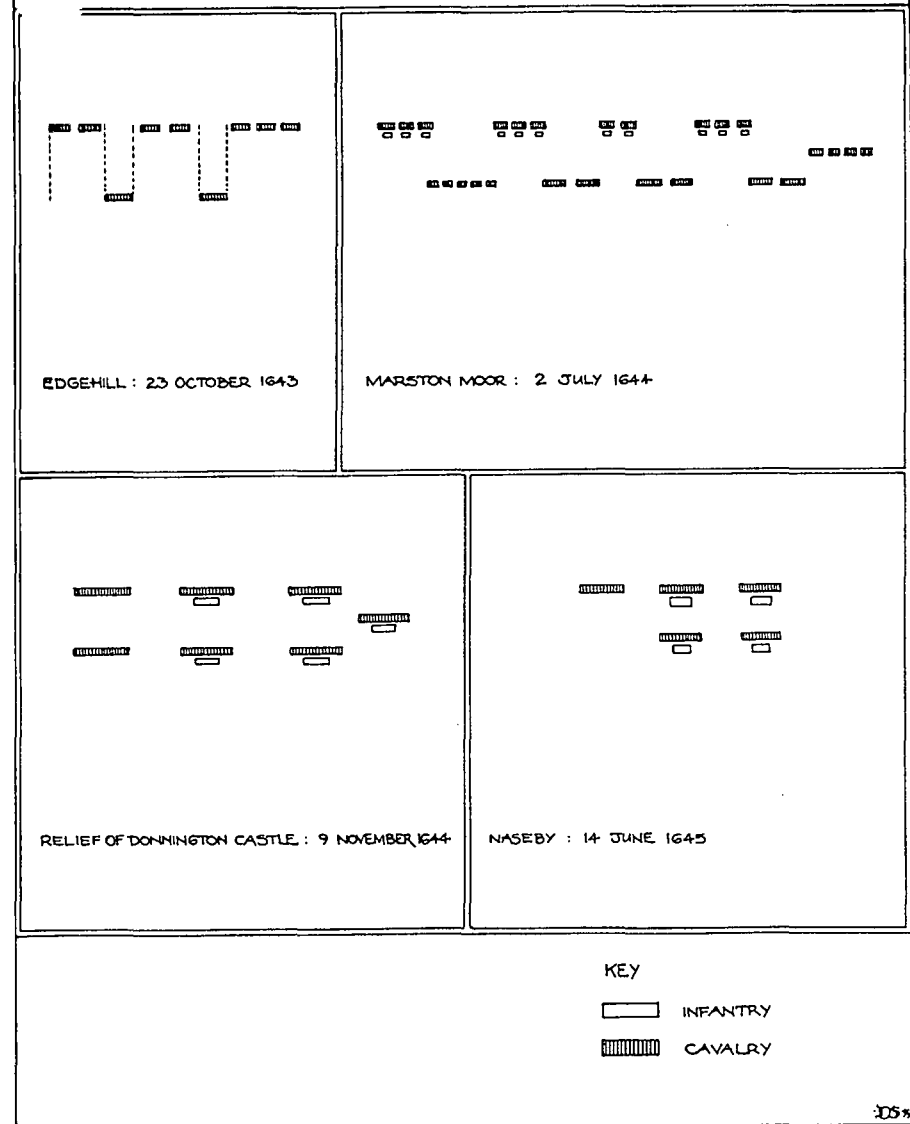 EDGEHILL : 23 OCTOBER 1643
MARSTON MOOR : 2 JULY 1644
RELIEF OF DONNINGTON CASTLE : 9 NOVEMBER 1644
NASEBY : 14 JUNE 1645
KEY
INFANTRY
CAVALRY